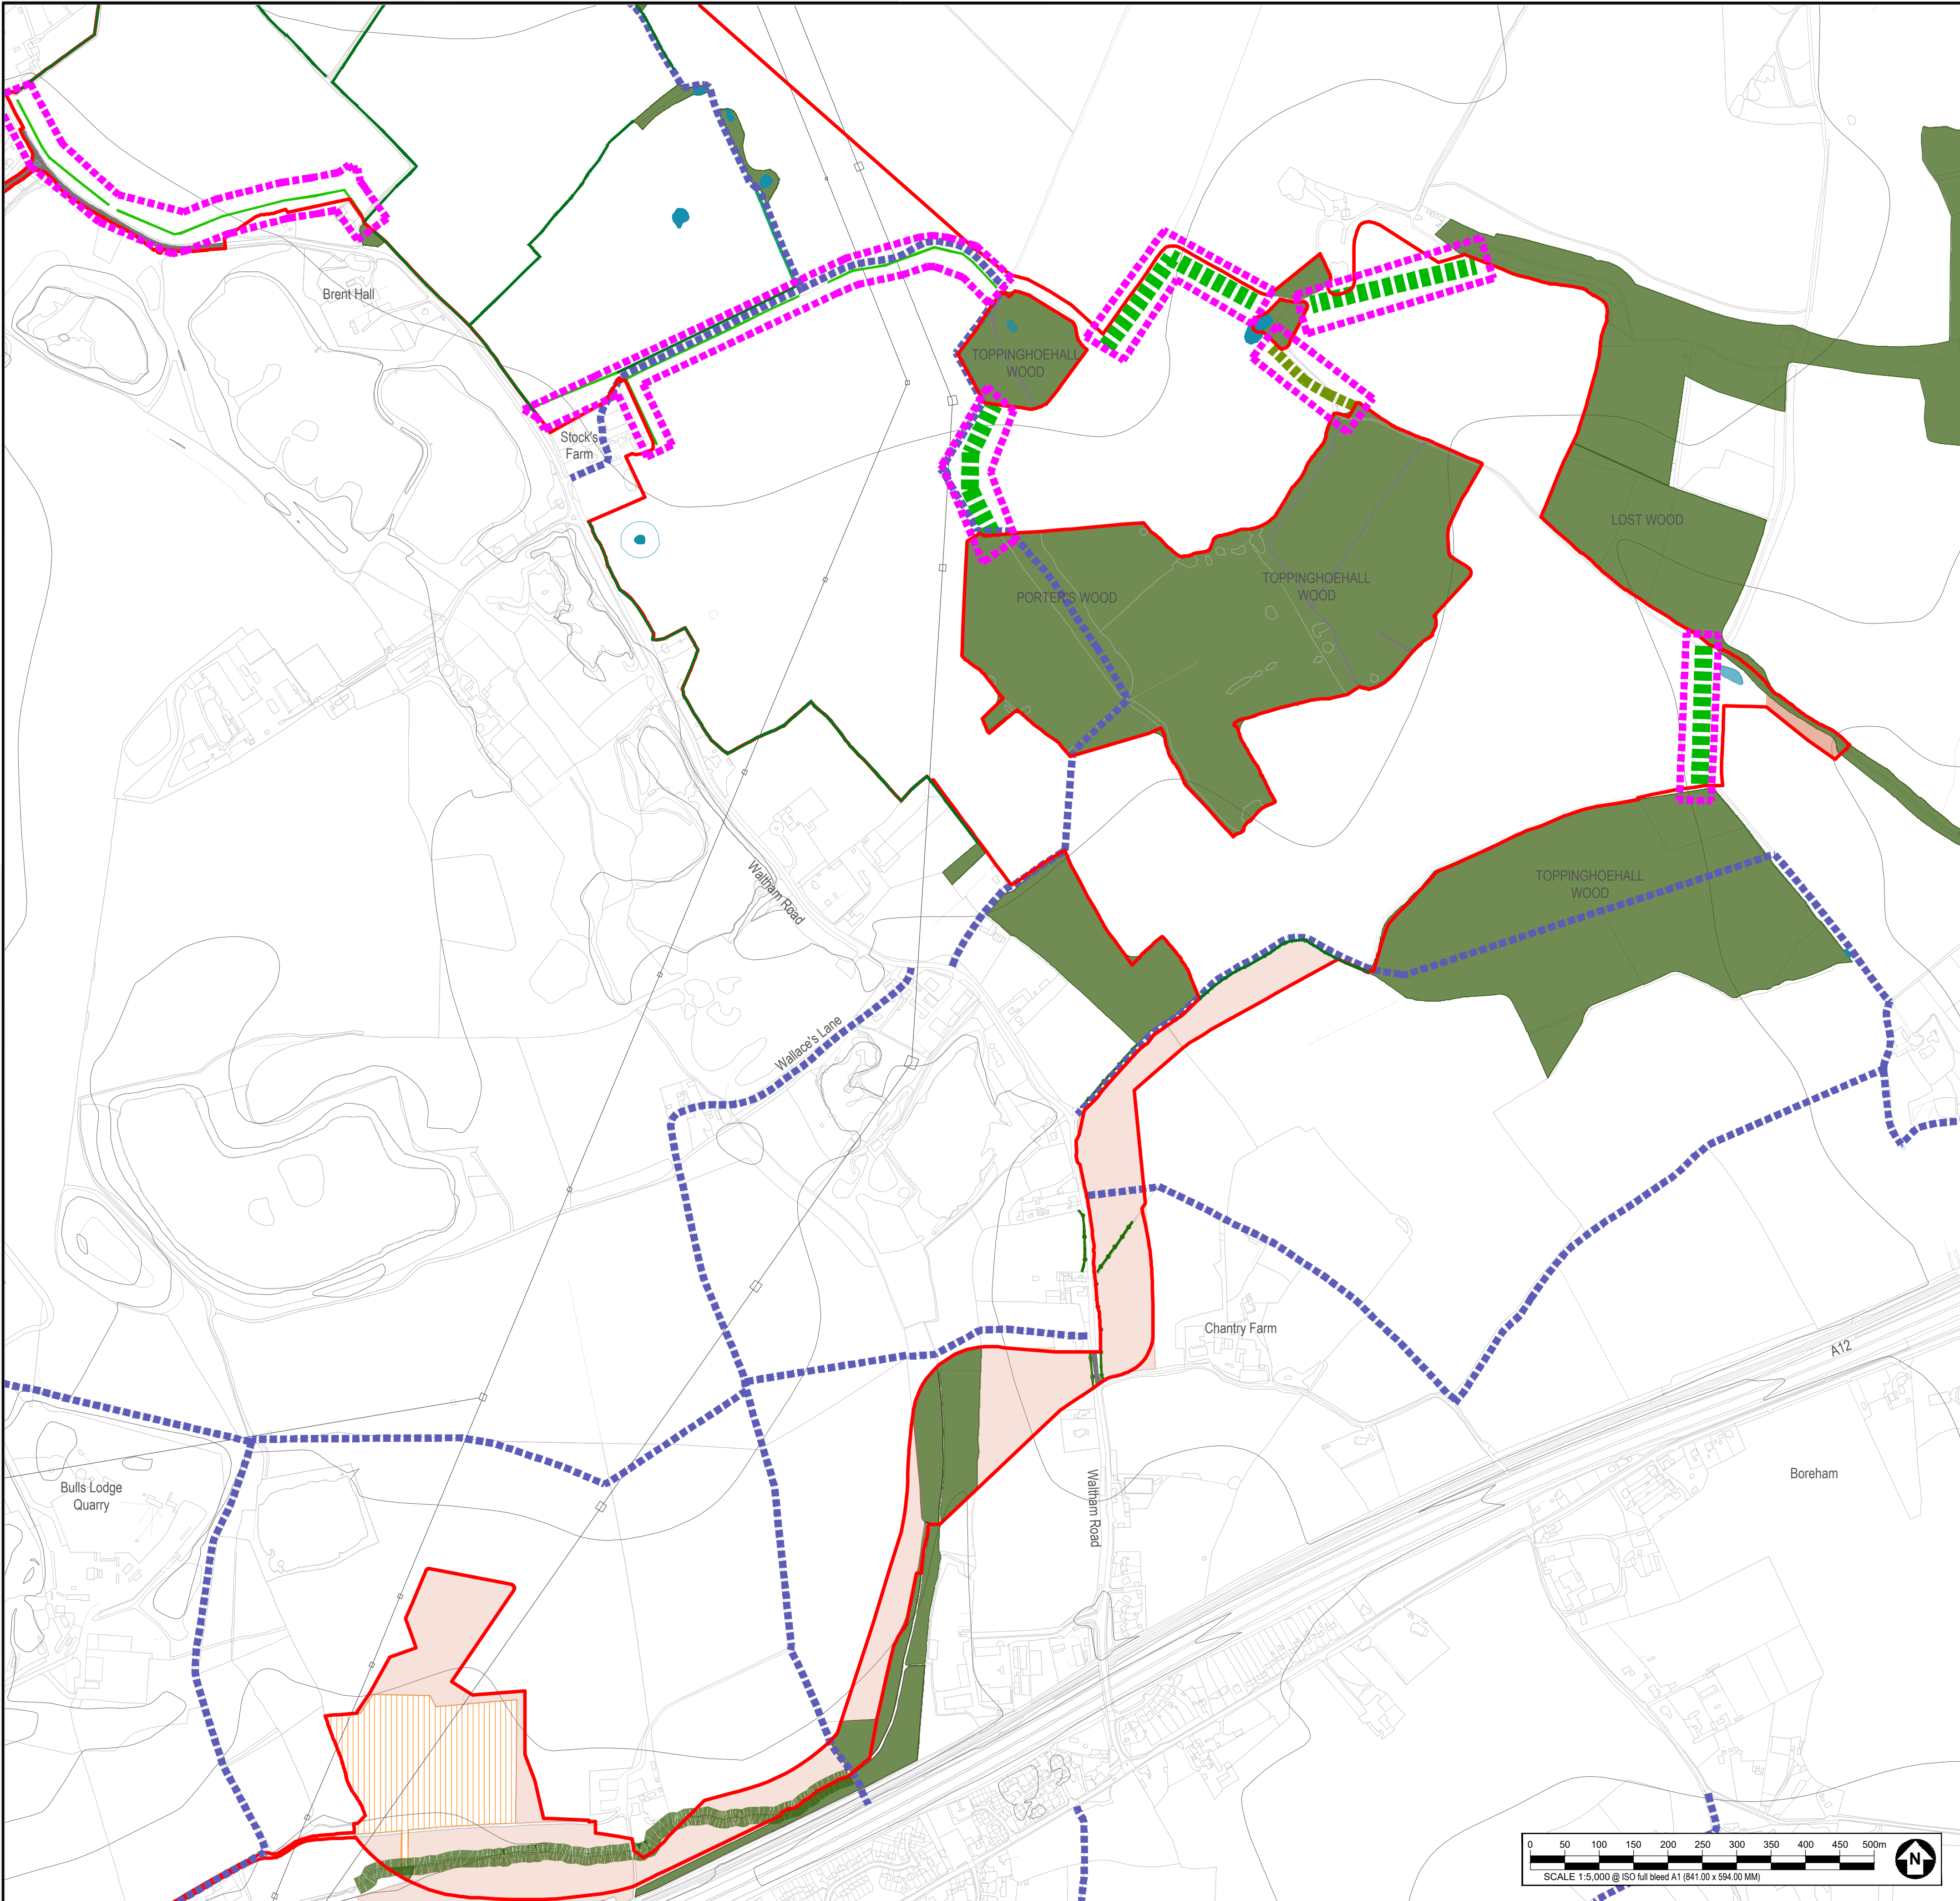 Brent Hall
TOPPINGHOEHALL
WOOD
Stock's
Farm
LOST WOOD
TOPPINGHOEHALL
WOOD
PORTER'S WOOD
Waltham Road
TOPPINGHOEHALL
WOOD
Wallace's Lane
Chantry Farm
A12
Bulls Lodge
Quarry
Waltham Road
Boreham
0 50 100 150 200 250 300 350 400 450 500m
SCALE 1:5,000 @ ISO full bleed A1 (841.00 x 594.00 MM)
N